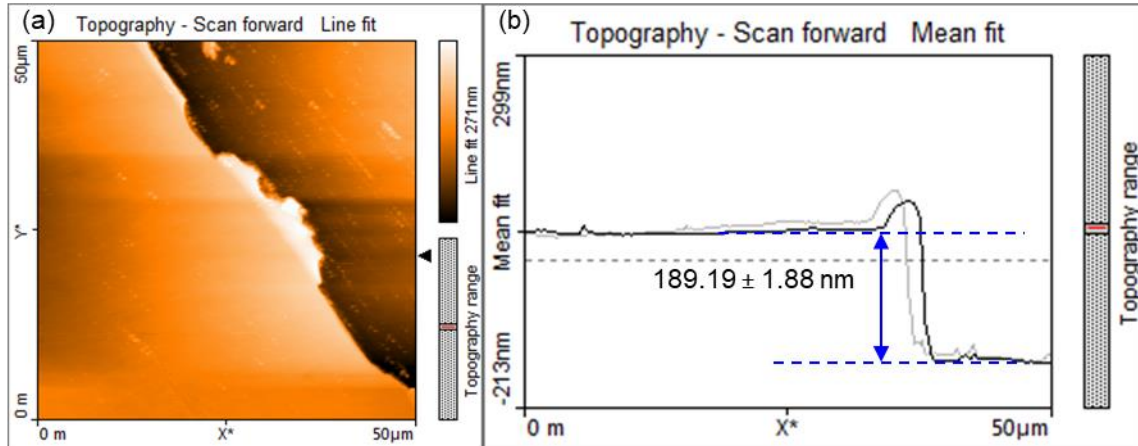 (a)
Topography - Scan forward Line fit
50µm
Y*
0 m
0 m
X*
50µm
Line fit 271nm
Topography range
(b)
Topography - Scan forward Mean fit
299nm
Mean fit
-213nm
189.19 ± 1.88 nm
0 m
X*
50µm
Topography range